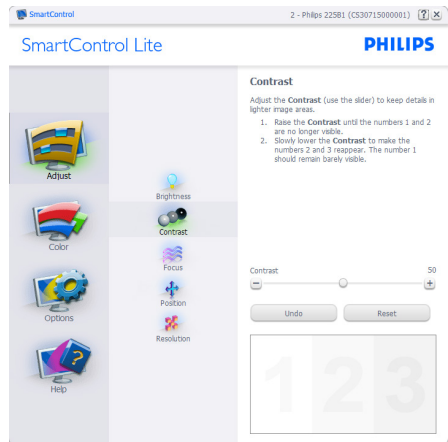 SmartControl
2 - Philips 225B1 (CS30715000001)
SmartControl Lite
PHILIPS
Adjust
Color
Options
Help
Brightness
Contrast
Focus
Position
Resolution
Contrast
Adjust the Contrast (use the slider) to keep details in
lighter image areas.
1. Raise the Contrast until the numbers 1 and 2
are no longer visible.
2. Slowly lower the Contrast to make the
numbers 2 and 3 reappear. The number 1
should remain barely visible.
Contrast 50
Undo Reset
1 2 3